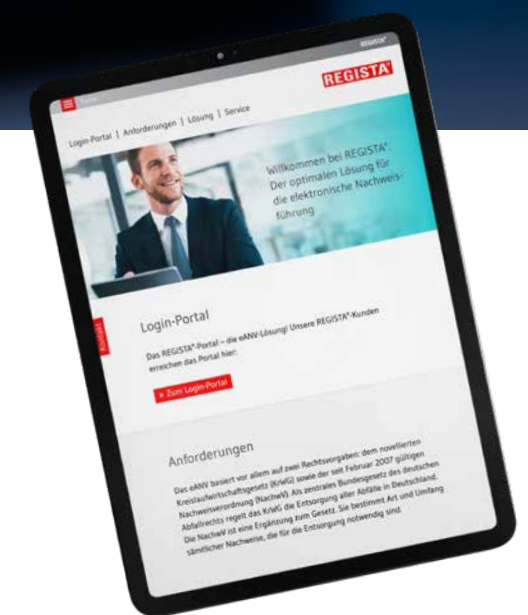 REGISTA®
REGISTA®
Login-Portal | Anforderungen | Lösung | Service
Willkommen bei REGISTA®
Der optimalen Lösung für
die elektronische Nachweis-
führung
Kontakt
Login-Portal
Das REGISTA®-Portal – die eANV-Lösung! Unsere REGISTA®-Kunden
erreichen das Portal hier:
» Zum Login-Portal
Anforderungen
Das eANV basiert vor allem auf zwei Rechtsvorgaben: dem novellierten
Kreislaufwirtschaftsgesetz (KrWG) sowie der seit Februar 2007 gültigen
Nachweisverordnung (NachwV). Als zentrales Bundesgesetz des deutschen
Abfallrechts regelt das KrWG die Entsorgung aller Abfälle in Deutschland.
Die NachwV ist eine Ergänzung zum Gesetz. Sie bestimmt Art und Umfang
sämtlicher Nachweise, die für die Entsorgung notwendig sind.